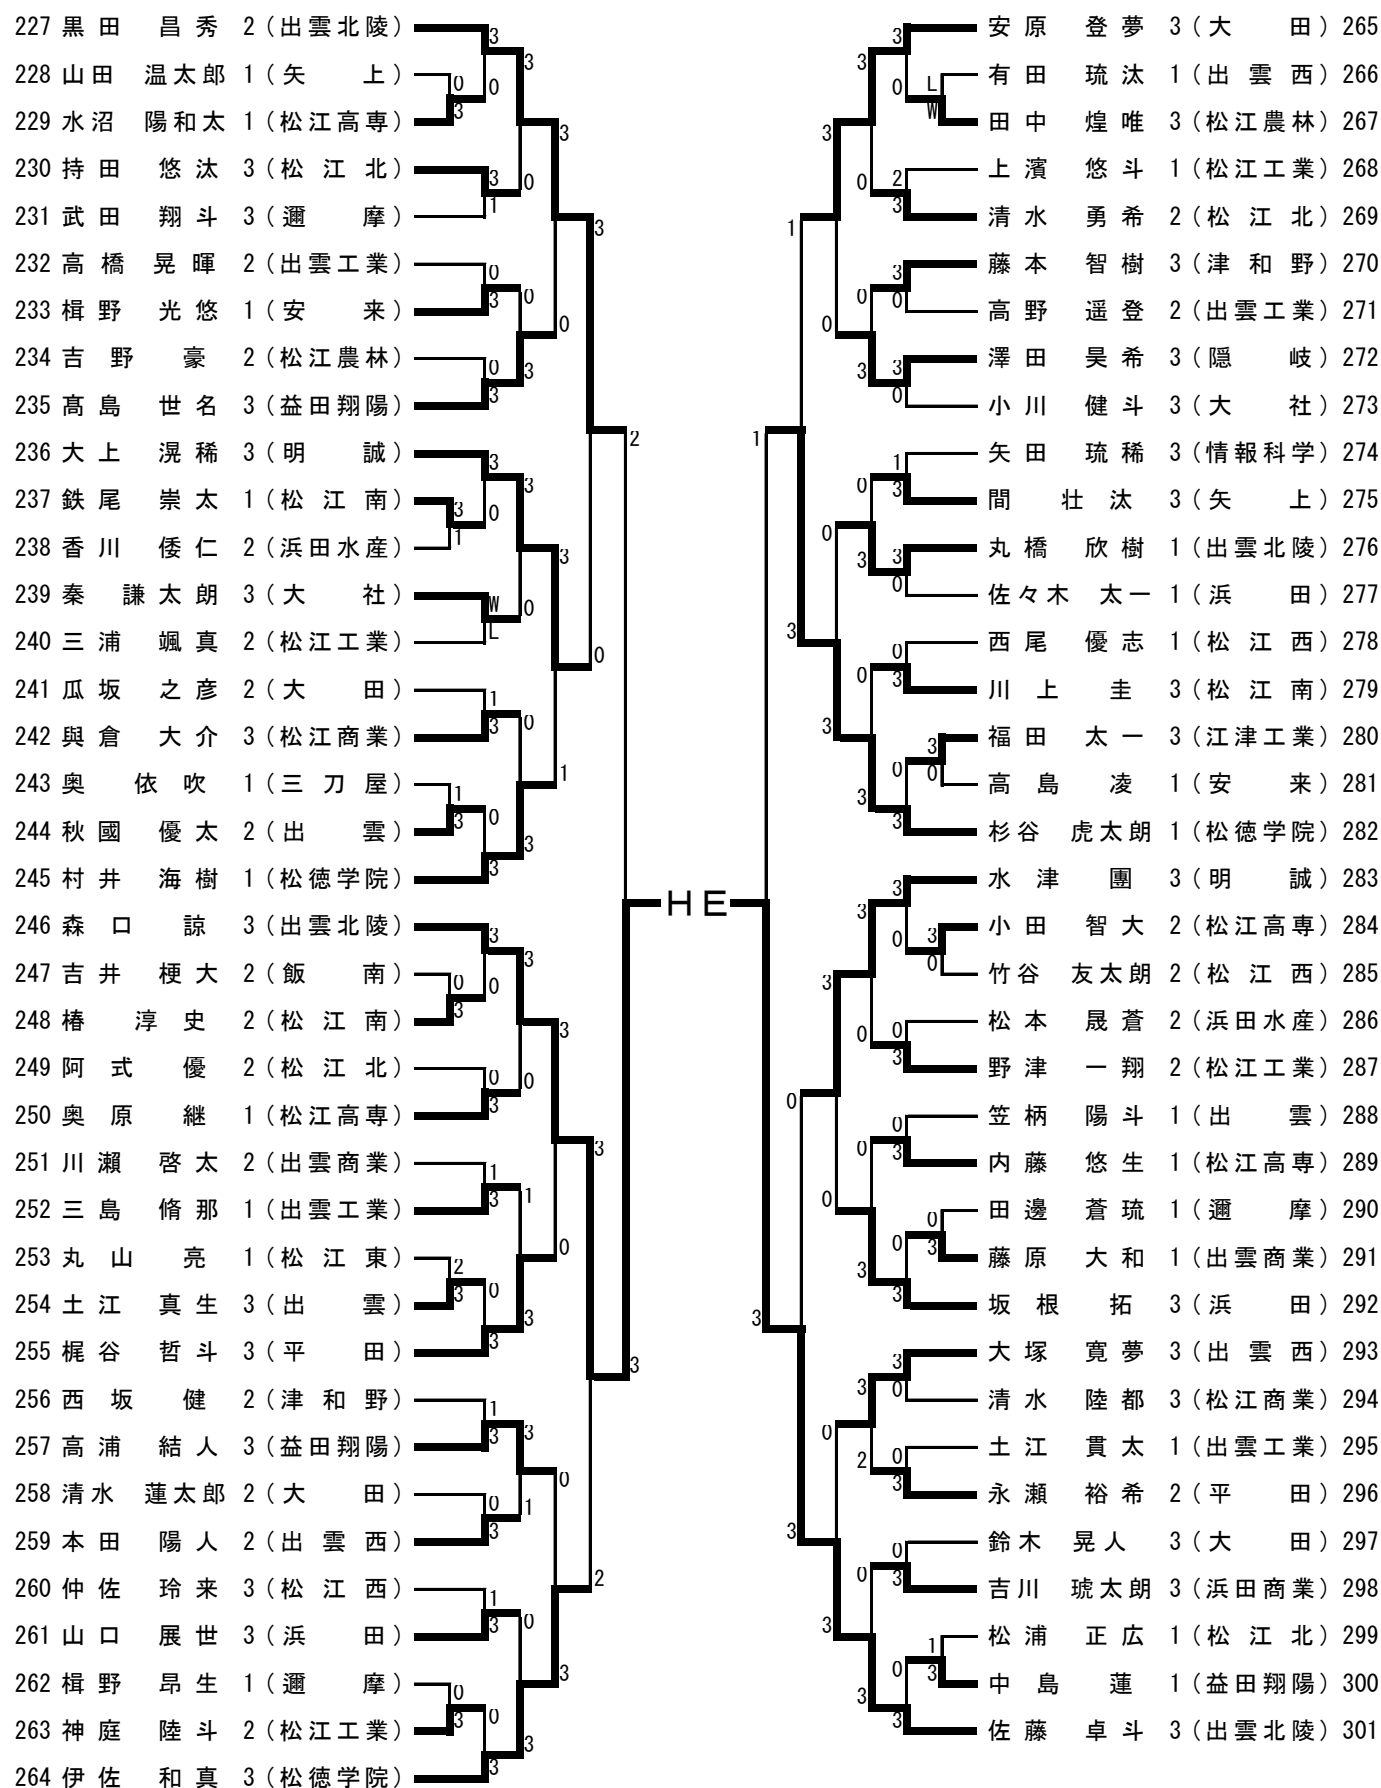 227 黒田 昌秀 2 (出雲北陵)
228 山田 温太郎 1 (矢上)
229 水沼 陽和太 1 (松江高専)
230 持田 悠汰 3 (松江北)
231 武田 翔斗 3 (邇摩)
232 高橋 晃暉 2 (出雲工業)
233 楫野 光悠 1 (安来)
234 吉野 豪 2 (松江農林)
235 髙島 世名 3 (益田翔陽)
236 大上 滉稀 3 (明誠)
237 鉄尾 崇太 1 (松江南)
238 香川 倭仁 2 (浜田水産)
239 秦 謙太朗 3 (大社)
240 三浦 颯真 2 (松江工業)
241 瓜坂 之彦 2 (大田)
242 與倉 大介 3 (松江商業)
243 奥 依吹 1 (三刀屋)
244 秋國 優太 2 (出雲)
245 村井 海樹 1 (松徳学院)
246 森口 諒 3 (出雲北陵)
247 吉井 梗大 2 (飯南)
248 椿 淳史 2 (松江南)
249 阿式 優 2 (松江北)
250 奥原 継 1 (松江高専)
251 川瀬 啓太 2 (出雲商業)
252 三島 脩那 1 (出雲工業)
253 丸山 亮 1 (松江東)
254 土江 真生 3 (出雲)
255 梶谷 哲斗 3 (平田)
256 西坂 健 2 (津和野)
257 高浦 結人 3 (益田翔陽)
258 清水 蓮太郎 2 (大田)
259 本田 陽人 2 (出雲西)
260 仲佐 玲来 3 (松江西)
261 山口 展世 3 (浜田)
262 楫野 昂生 1 (邇摩)
263 神庭 陸斗 2 (松江工業)
264 伊佐 和真 3 (松徳学院)
HE
安原 登夢 3 (大田) 265
有田 琉汰 1 (出雲西) 266
田中 煌唯 3 (松江農林) 267
上濱 悠斗 1 (松江工業) 268
清水 勇希 2 (松江北) 269
藤本 智樹 3 (津和野) 270
高野 遥登 2 (出雲工業) 271
澤田 昊希 3 (隠岐) 272
小川 健斗 3 (大社) 273
矢田 琉稀 3 (情報科学) 274
間 壮汰 3 (矢上) 275
丸橋 欣樹 1 (出雲北陵) 276
佐々木 太一 1 (浜田) 277
西尾 優志 1 (松江西) 278
川上 圭 3 (松江南) 279
福田 太一 3 (江津工業) 280
高島 凌 1 (安来) 281
杉谷 虎太朗 1 (松徳学院) 282
水津 團 3 (明誠) 283
小田 智大 2 (松江高専) 284
竹谷 友太朗 2 (松江西) 285
松本 晟蒼 2 (浜田水産) 286
野津 一翔 2 (松江工業) 287
笠柄 陽斗 1 (出雲) 288
内藤 悠生 1 (松江高専) 289
田邊 蒼琉 1 (邇摩) 290
藤原 大和 1 (出雲商業) 291
坂根 拓 3 (浜田) 292
大塚 寛夢 3 (出雲西) 293
清水 陸都 3 (松江商業) 294
土江 貫太 1 (出雲工業) 295
永瀬 裕希 2 (平田) 296
鈴木 晃人 3 (大田) 297
吉川 琥太朗 3 (浜田商業) 298
松浦 正広 1 (松江北) 299
中島 蓮 1 (益田翔陽) 300
佐藤 卓斗 3 (出雲北陵) 301